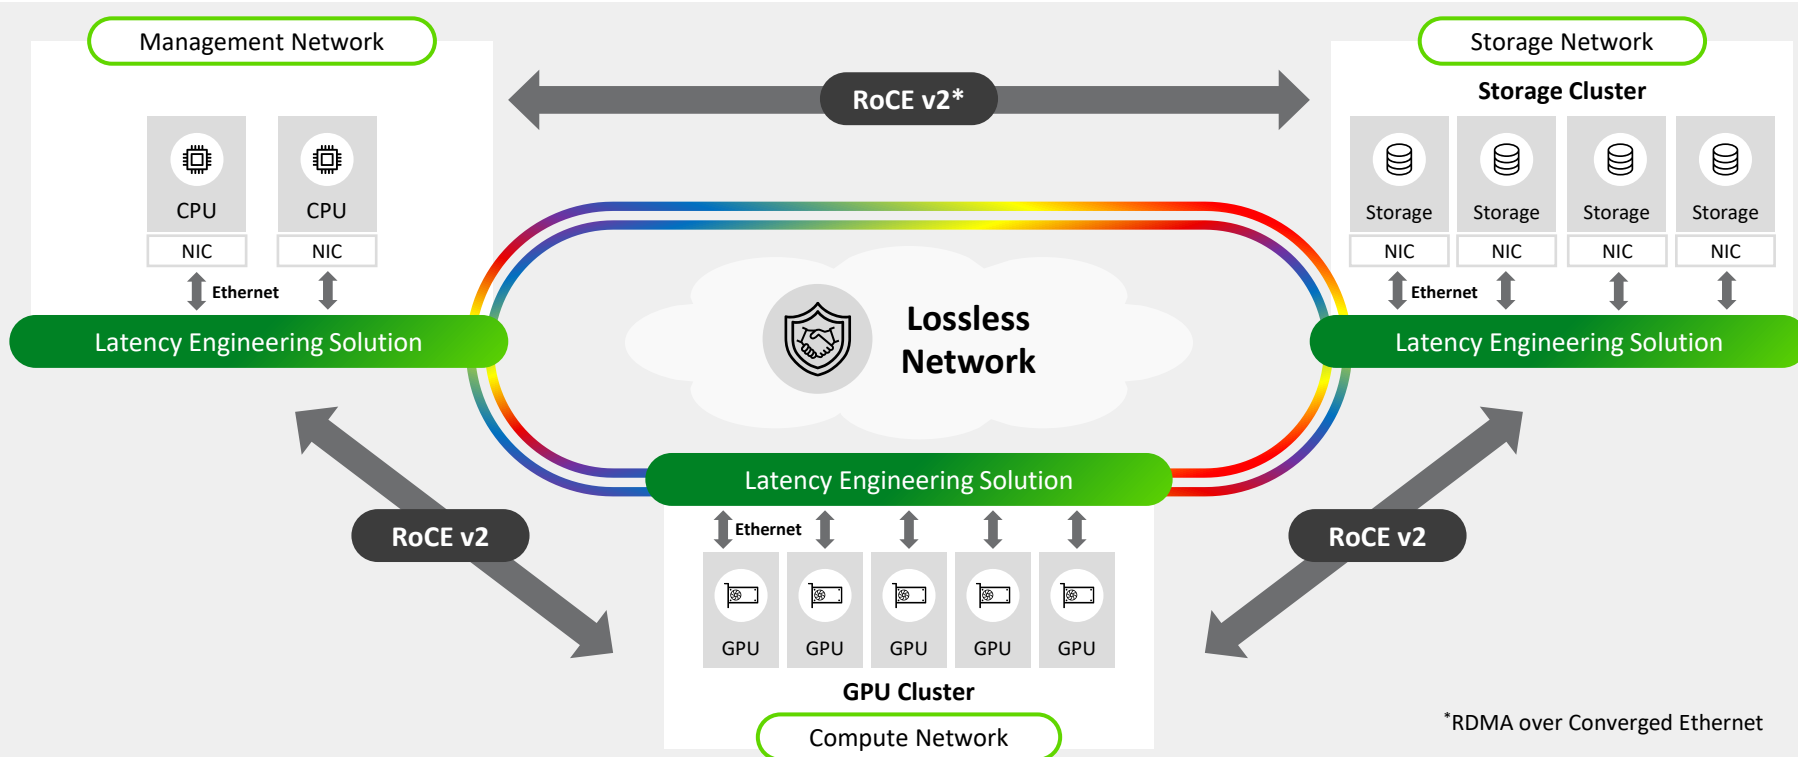 Management Network
Storage Network
RoCE v2*
Storage Cluster
CPU
CPU
NIC
NIC
Ethernet
Storage
Storage
Storage
Storage
NIC
NIC
NIC
NIC
Ethernet
Latency Engineering Solution
Lossless
Network
Latency Engineering Solution
Latency Engineering Solution
Ethernet
RoCE v2
RoCE v2
GPU
GPU
GPU
GPU
GPU
GPU Cluster
Compute Network
*RDMA over Converged Ethernet